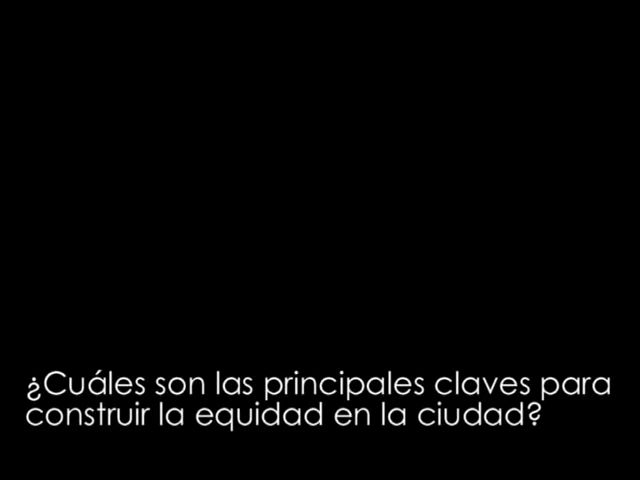 ¿Cuáles son las principales claves para
construir la equidad en la ciudad?